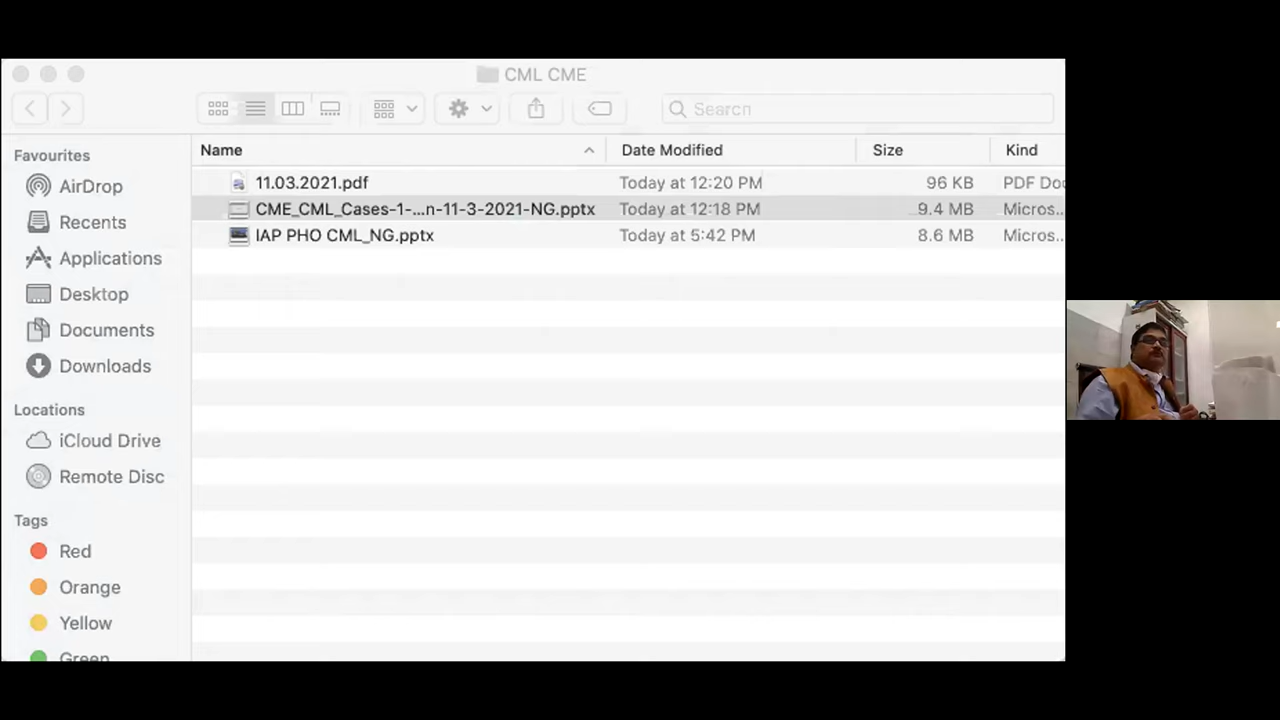 CML CME
Search
Favourites
AirDrop
Recents
Applications
Desktop
Documents
Downloads
Locations
iCloud Drive
Remote Disc
Tags
Red
Orange
Yellow
Green
Name Date Modified Size Kind
11.03.2021.pdf Today at 12:20 PM 96 KB PDF Doc
CME_CML_Cases-1-...n-11-3-2021-NG.pptx Today at 12:18 PM 9.4 MB Micros...
IAP PHO CML_NG.pptx Today at 5:42 PM 8.6 MB Micros...